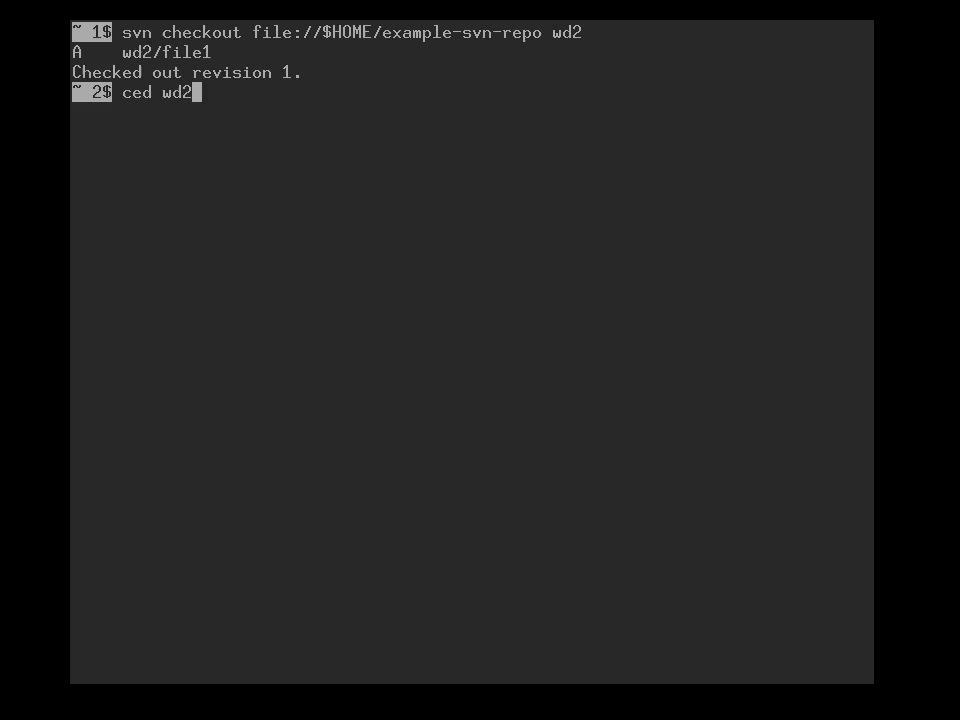 ~ 1$ svn checkout file://$HOME/example-svn-repo wd2
A    wd2/file1
Checked out revision 1.
~ 2$ ced wd2